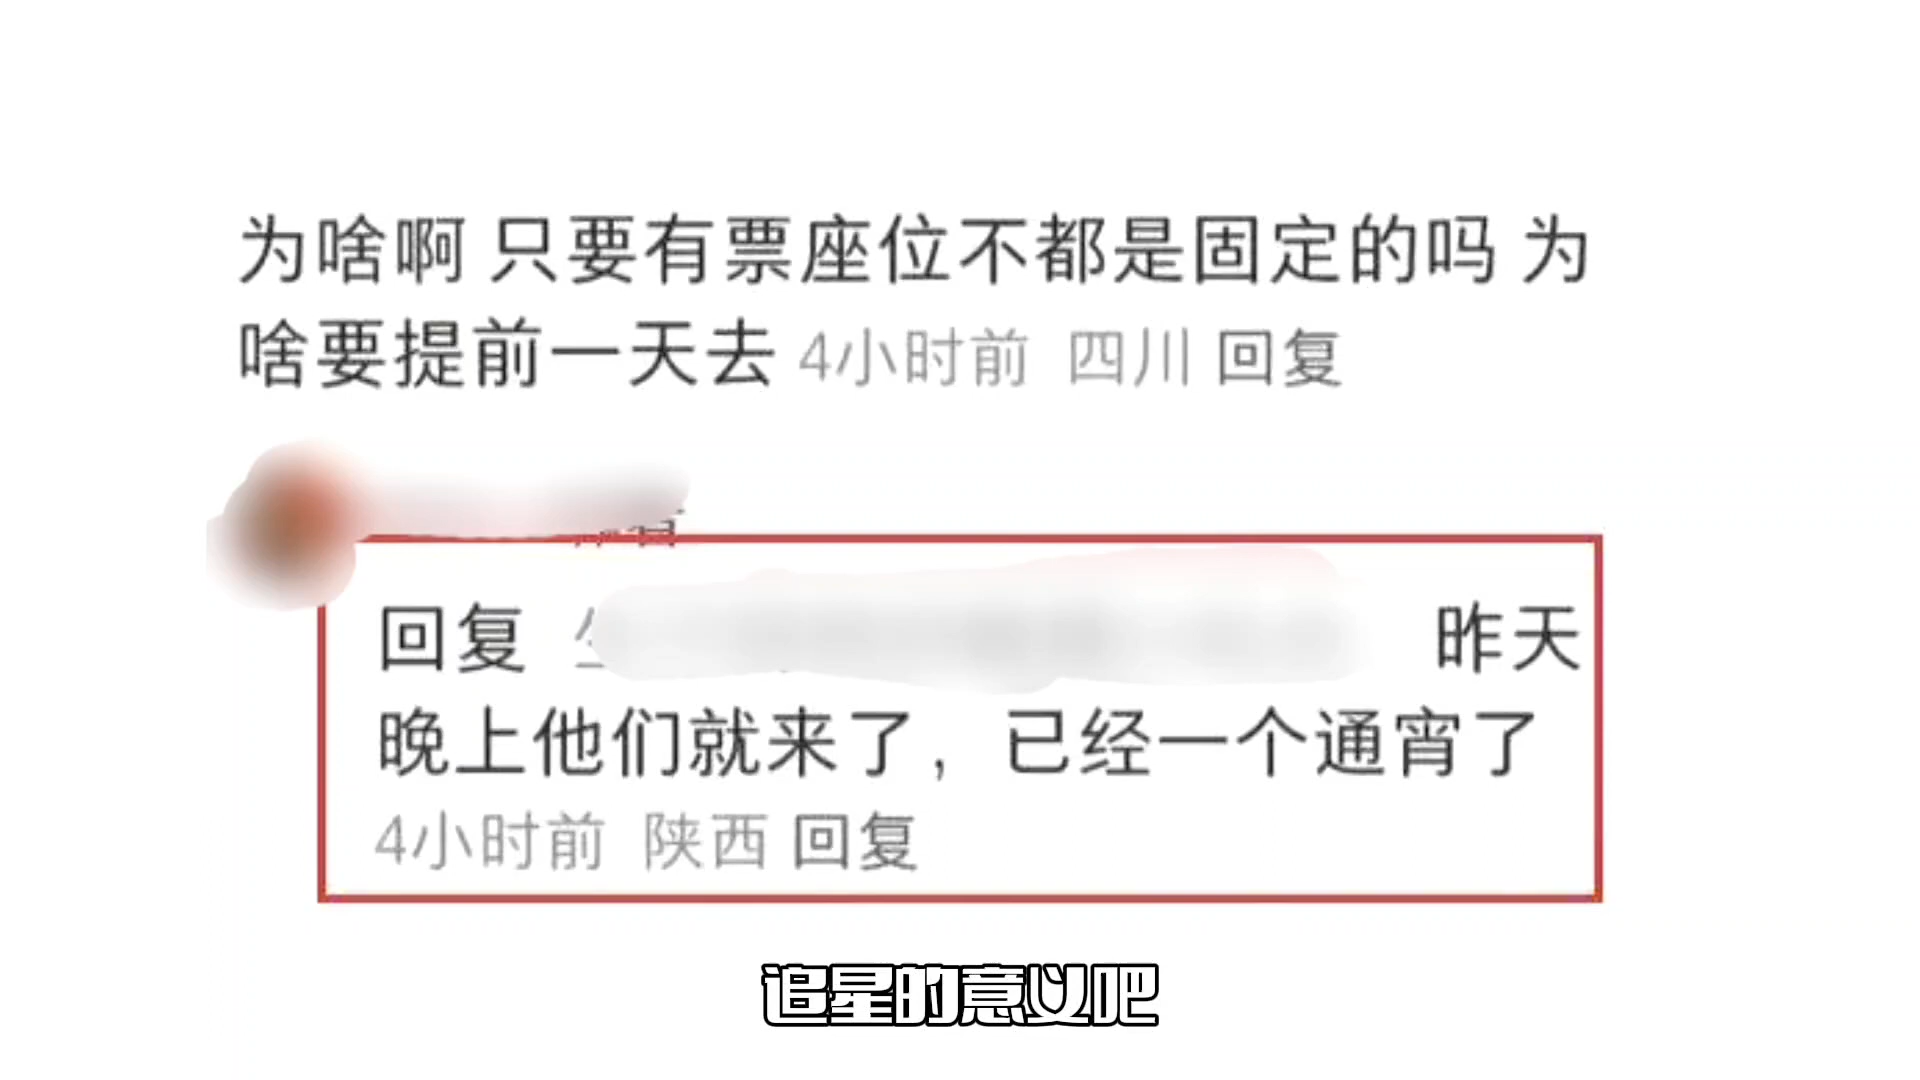 为啥啊 只要有票座位不都是固定的吗 为
啥要提前一天去 4小时前 四川 回复
回复 昨天
晚上他们就来了，已经一个通宵了
4小时前 陕西 回复
追星的意义吧